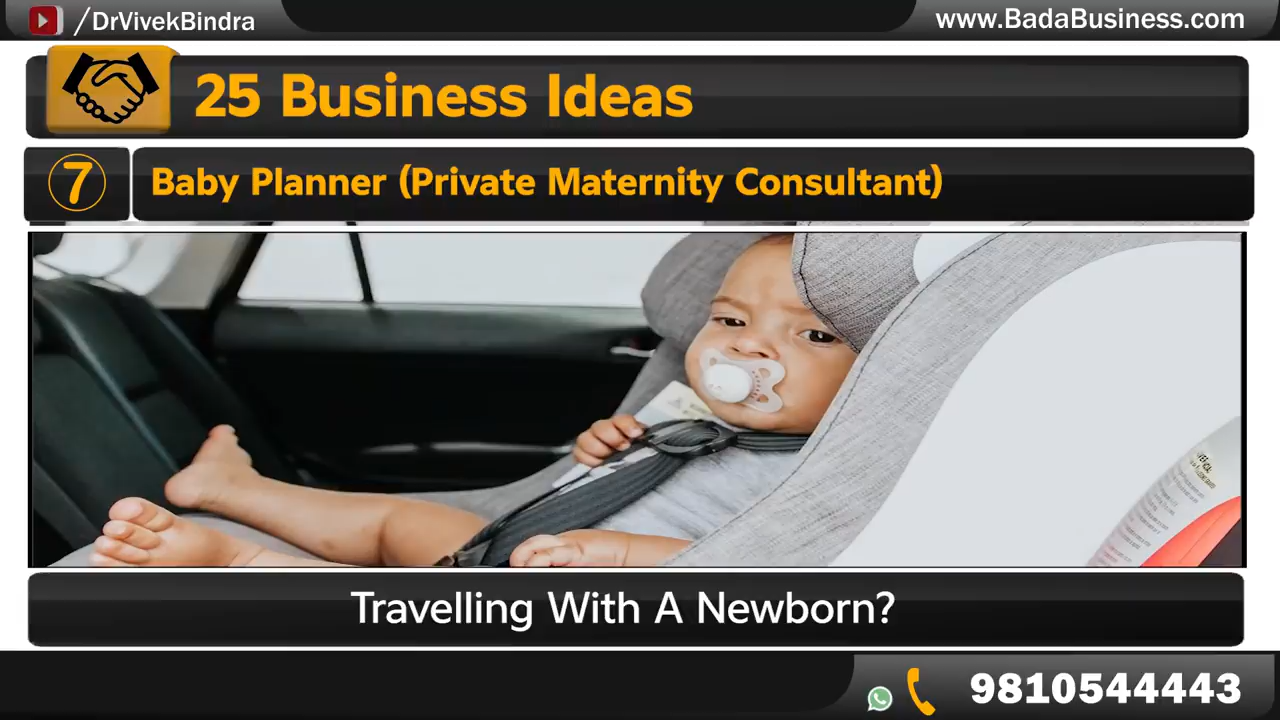 /DrVivekBindra
www.BadaBusiness.com
25 Business Ideas
7
Baby Planner (Private Maternity Consultant)
Travelling With A Newborn?
9810544443